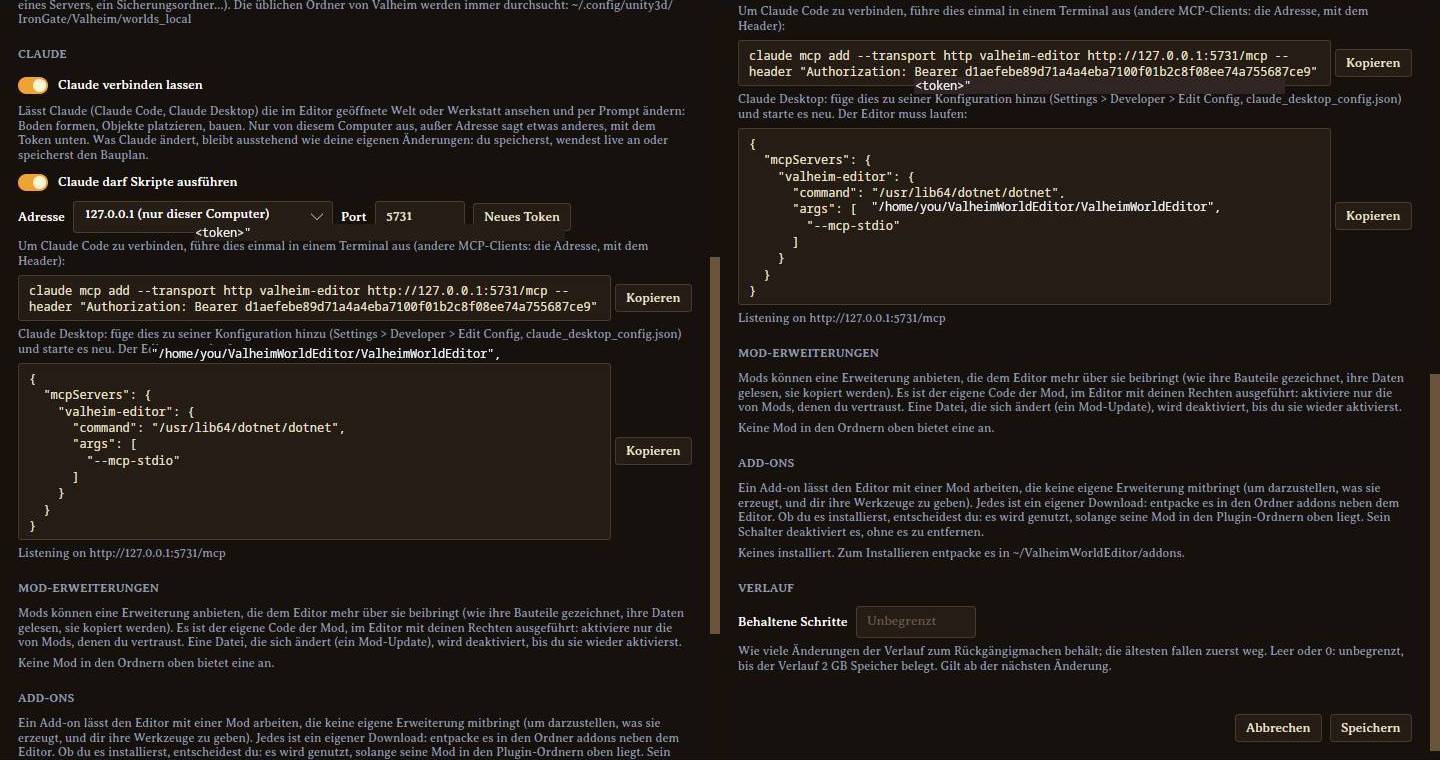 eines Servers, ein Sicherungsordner...). Die üblichen Ordner von Valheim werden immer durchsucht: ~/.config/unity3d/
IronGate/Valheim/worlds_local
CLAUDE
Claude verbinden lassen
Lässt Claude (Claude Code, Claude Desktop) die im Editor geöffnete Welt oder Werkstatt ansehen und per Prompt ändern:
Boden formen, Objekte platzieren, bauen. Nur von diesem Computer aus, außer Adresse sagt etwas anderes, mit dem
Token unten. Was Claude ändert, bleibt ausstehend wie deine eigenen Änderungen: du speicherst, wendest live an oder
speicherst den Bauplan.
Claude darf Skripte ausführen
Adresse 127.0.0.1 (nur dieser Computer) Port 5731 Neues Token
<token>"
Um Claude Code zu verbinden, führe dies einmal in einem Terminal aus (andere MCP-Clients: die Adresse, mit dem
Header):
claude mcp add --transport http valheim-editor http://127.0.0.1:5731/mcp --
header "Authorization: Bearer d1aefebe89d71a4a4eba7100f01b2c8f08ee74a755687ce9"
Kopieren
Claude Desktop: füge dies zu seiner Konfiguration hinzu (Settings > Developer > Edit Config, claude_desktop_config.json)
und starte es neu. Der
"/home/you/ValheimWorldEditor/ValheimWorldEditor",
{
"mcpServers": {
"valheim-editor": {
"command": "/usr/lib64/dotnet/dotnet",
"args": [
"--mcp-stdio"
]
}
}
}
Kopieren
Listening on http://127.0.0.1:5731/mcp
MOD-ERWEITERUNGEN
Mods können eine Erweiterung anbieten, die dem Editor mehr über sie beibringt (wie ihre Bauteile gezeichnet, ihre Daten
gelesen, sie kopiert werden). Es ist der eigene Code der Mod, im Editor mit deinen Rechten ausgeführt: aktiviere nur die
von Mods, denen du vertraust. Eine Datei, die sich ändert (ein Mod-Update), wird deaktiviert, bis du sie wieder aktivierst.
Keine Mod in den Ordnern oben bietet eine an.
ADD-ONS
Ein Add-on lässt den Editor mit einer Mod arbeiten, die keine eigene Erweiterung mitbringt (um darzustellen, was sie
erzeugt, und dir ihre Werkzeuge zu geben). Jedes ist ein eigener Download: entpacke es in den Ordner addons neben dem
Editor. Ob du es installierst, entscheidest du: es wird genutzt, solange seine Mod in den Plugin-Ordnern oben liegt. Sein
Um Claude Code zu verbinden, führe dies einmal in einem Terminal aus (andere MCP-Clients: die Adresse, mit dem
Header):
claude mcp add --transport http valheim-editor http://127.0.0.1:5731/mcp --
header "Authorization: Bearer d1aefebe89d71a4a4eba7100f01b2c8f08ee74a755687ce9"
Kopieren
<token>"
Claude Desktop: füge dies zu seiner Konfiguration hinzu (Settings > Developer > Edit Config, claude_desktop_config.json)
und starte es neu. Der Editor muss laufen:
{
"mcpServers": {
"valheim-editor": {
"command": "/usr/lib64/dotnet/dotnet",
"args": [ "/home/you/ValheimWorldEditor/ValheimWorldEditor",
"--mcp-stdio"
]
}
}
}
Kopieren
Listening on http://127.0.0.1:5731/mcp
MOD-ERWEITERUNGEN
Mods können eine Erweiterung anbieten, die dem Editor mehr über sie beibringt (wie ihre Bauteile gezeichnet, ihre Daten
gelesen, sie kopiert werden). Es ist der eigene Code der Mod, im Editor mit deinen Rechten ausgeführt: aktiviere nur die
von Mods, denen du vertraust. Eine Datei, die sich ändert (ein Mod-Update), wird deaktiviert, bis du sie wieder aktivierst.
Keine Mod in den Ordnern oben bietet eine an.
ADD-ONS
Ein Add-on lässt den Editor mit einer Mod arbeiten, die keine eigene Erweiterung mitbringt (um darzustellen, was sie
erzeugt, und dir ihre Werkzeuge zu geben). Jedes ist ein eigener Download: entpacke es in den Ordner addons neben dem
Editor. Ob du es installierst, entscheidest du: es wird genutzt, solange seine Mod in den Plugin-Ordnern oben liegt. Sein
Schalter deaktiviert es, ohne es zu entfernen.
Keines installiert. Zum Installieren entpacke es in ~/ValheimWorldEditor/addons.
VERLAUF
Behaltene Schritte Unbegrenzt
Wie viele Änderungen der Verlauf zum Rückgängigmachen behält; die ältesten fallen zuerst weg. Leer oder 0: unbegrenzt,
bis der Verlauf 2 GB Speicher belegt. Gilt ab der nächsten Änderung.
Abbrechen Speichern